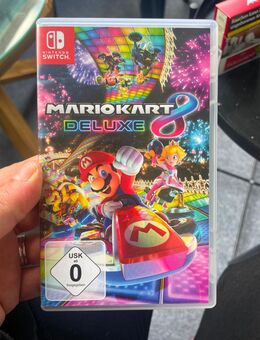 NINTENDO
SWITCH
MARIOKART 8
DELUXE
M
USK
ab
0
freigegeben